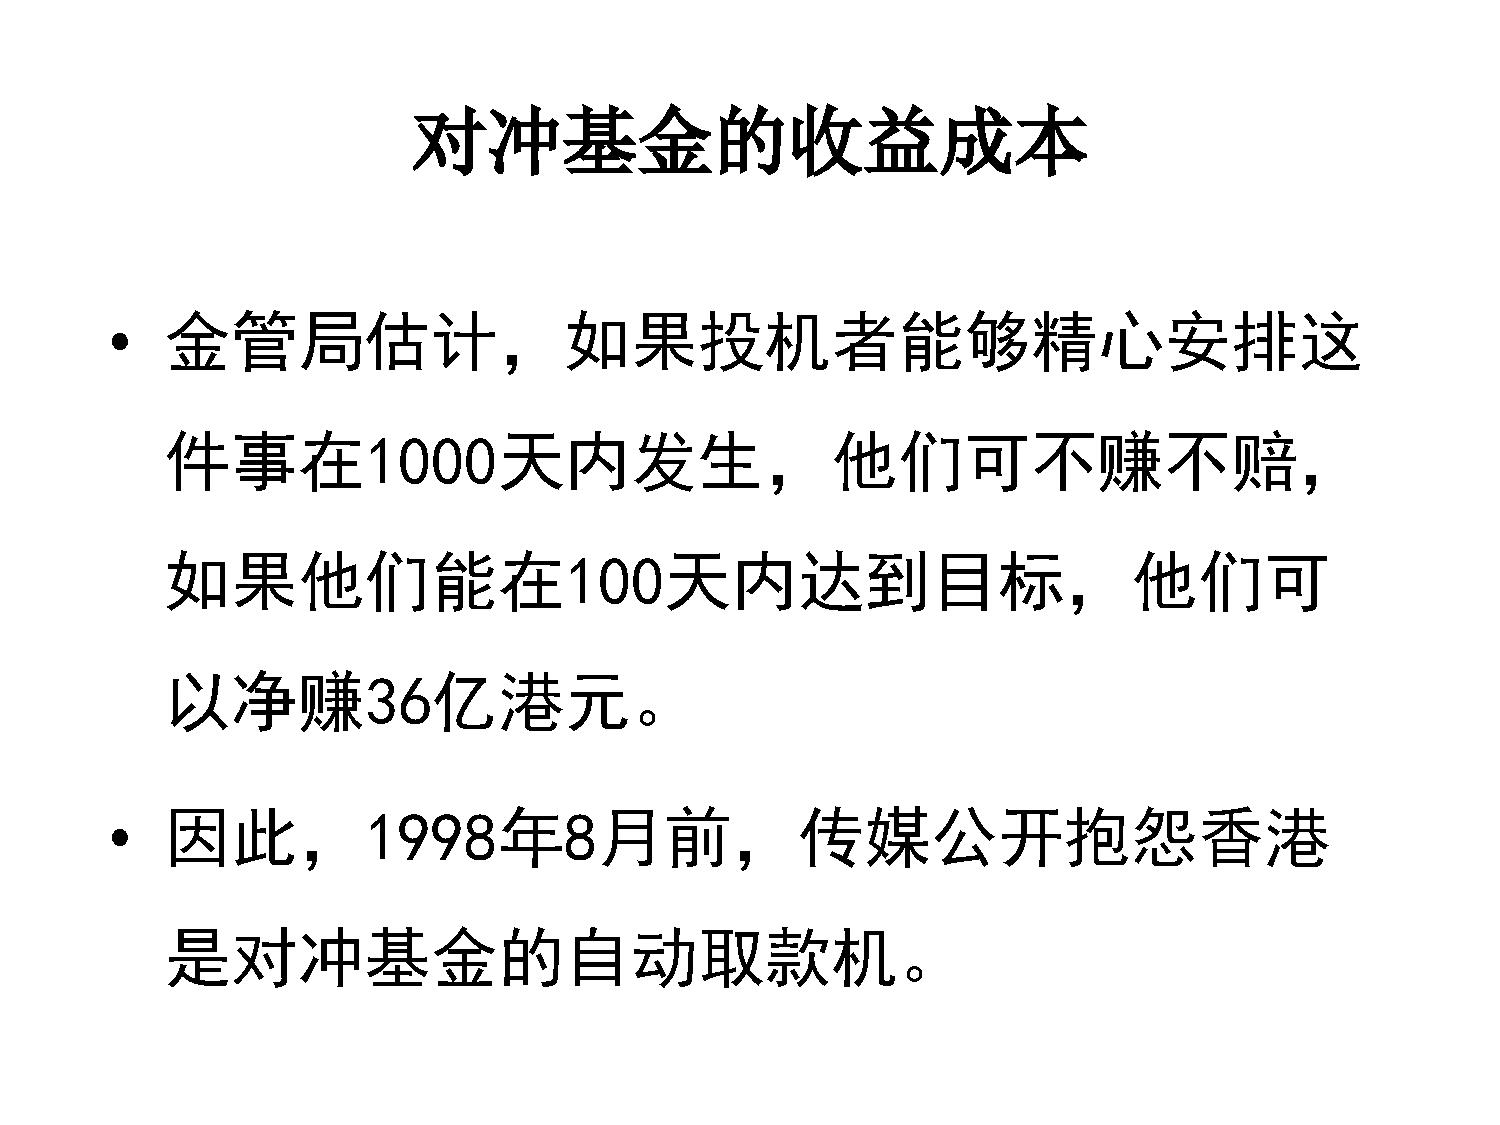 对冲基金的收益成本
• 金管局估计，如果投机者能够精心安排这
件事在1000天内发生，他们可不赚不赔，
如果他们能在100天内达到目标，他们可
以净赚36亿港元。
• 因此，1998年8月前，传媒公开抱怨香港
是对冲基金的自动取款机。